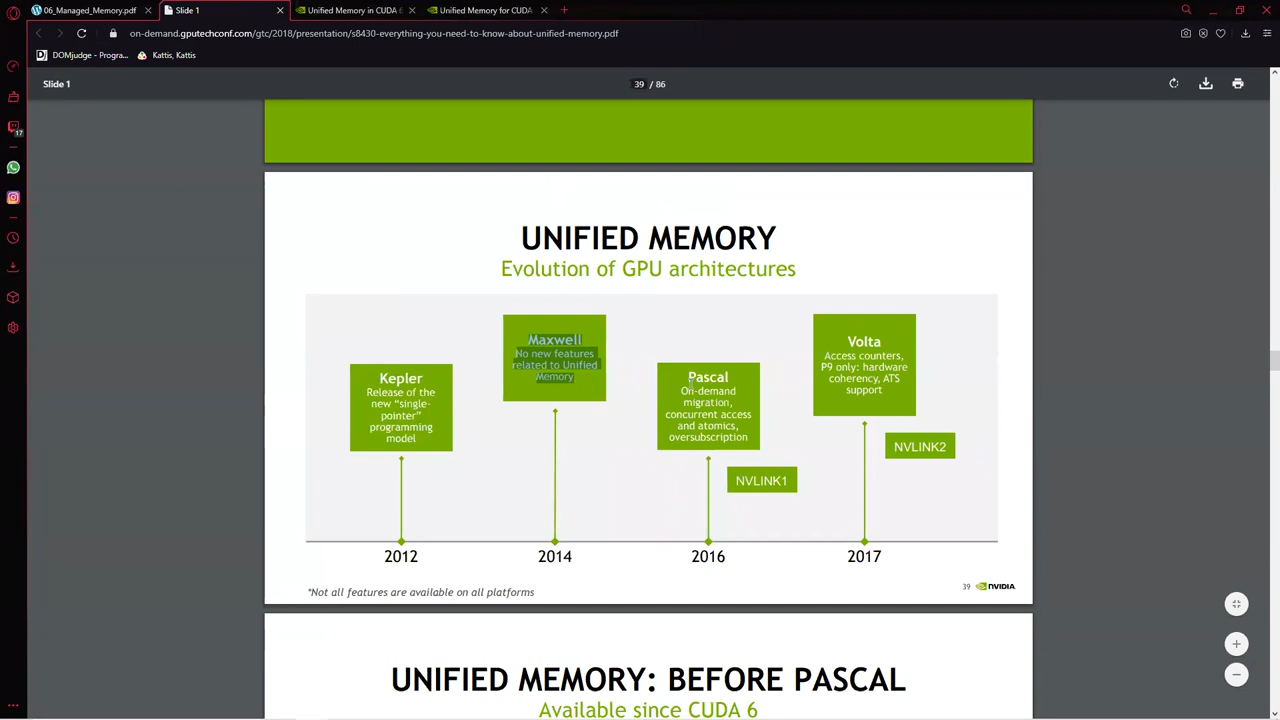 06_Managed_Memory.pdf
Slide 1
Unified Memory in CUDA 6
Unified Memory for CUDA
on-demand.gputechconf.com/gtc/2018/presentation/s8430-everything-you-need-to-know-about-unified-memory.pdf
DOMjudge - Progra...
Kattis, Kattis
Slide 1
39 / 86
17
UNIFIED MEMORY
Evolution of GPU architectures
Kepler
Release of the
new “single-
pointer”
programming
model
Maxwell
No new features
related to Unified
Memory
Pascal
On-demand
migration,
concurrent access
and atomics,
oversubscription
NVLINK1
Volta
Access counters,
P9 only: hardware
coherency, ATS
support
NVLINK2
2012
2014
2016
2017
*Not all features are available on all platforms
39
NVIDIA
UNIFIED MEMORY: BEFORE PASCAL
Available since CUDA 6